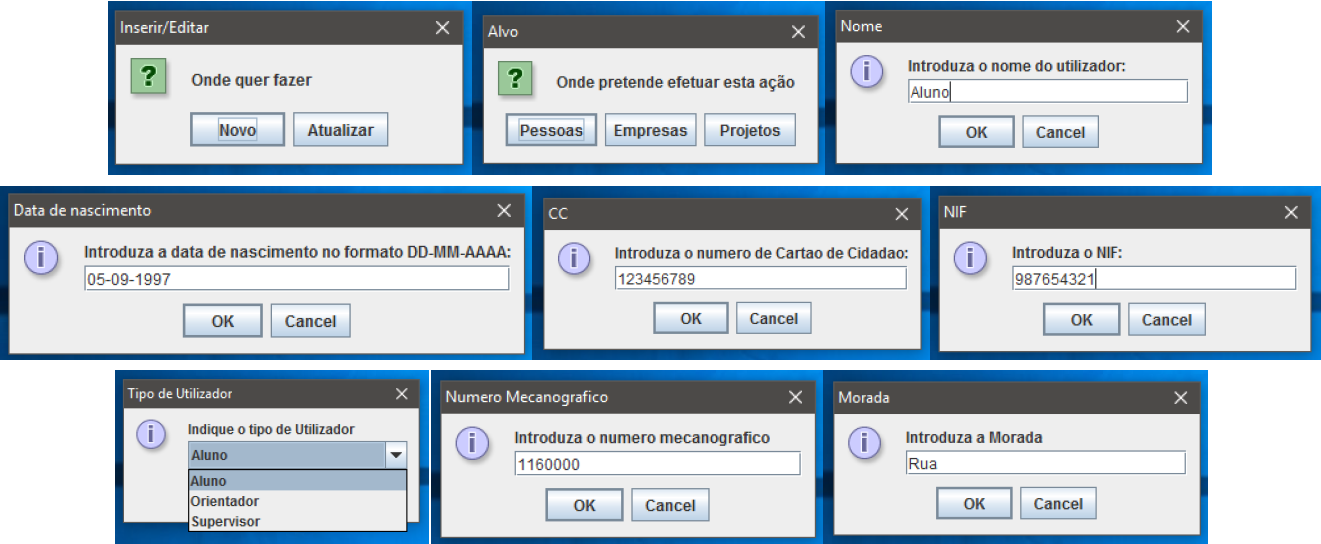 Inserir/Editar
Onde quer fazer
Novo Atualizar
Alvo
Onde pretende efetuar esta ação
Pessoas Empresas Projetos
Nome
Introduza o nome do utilizador:
Aluno
OK Cancel
Data de nascimento
Introduza a data de nascimento no formato DD-MM-AAAA:
05-09-1997
OK Cancel
CC
Introduza o numero de Cartao de Cidadao:
123456789
OK Cancel
NIF
Introduza o NIF:
987654321
OK Cancel
Tipo de Utilizador
Indique o tipo de Utilizador
Aluno
Aluno
Orientador
Supervisor
Numero Mecanografico
Introduza o numero mecanografico
1160000
OK Cancel
Morada
Introduza a Morada
Rua
OK Cancel